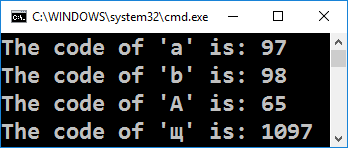 C:\WINDOWS\system32\cmd.exe
The code of 'a' is: 97
The code of 'b' is: 98
The code of 'A' is: 65
The code of 'щ' is: 1097